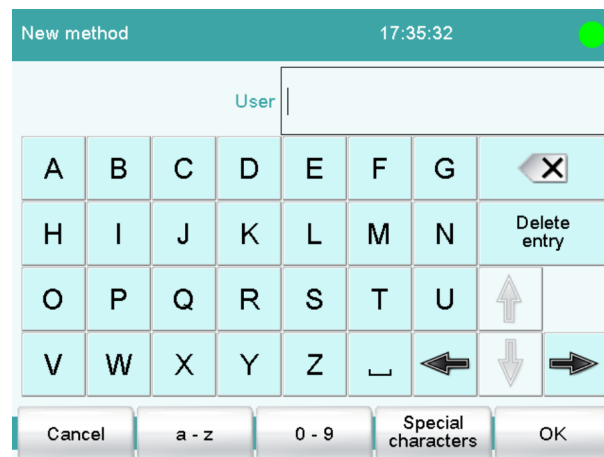 New method 17:35:32
User
A B C D E F G
H I J K L M N Delete
entry
O P Q R S T U
V W X Y Z
Cancel a - z 0 - 9 Special
characters OK